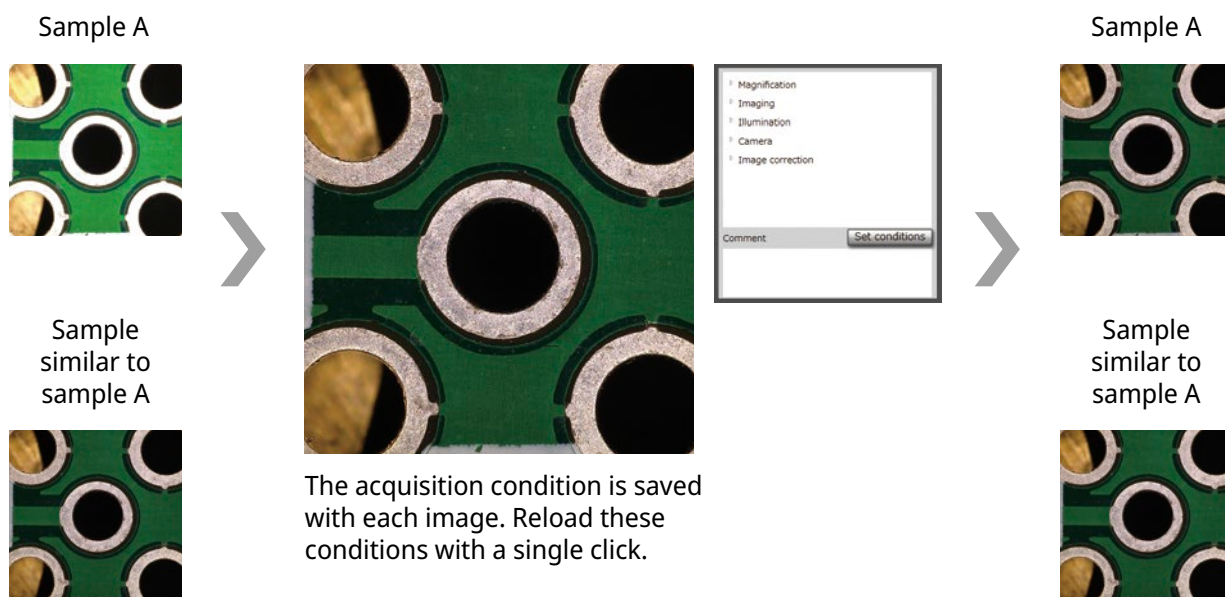 Sample A
Sample
similar to
sample A
The acquisition condition is saved
with each image. Reload these
conditions with a single click.
Magnification
Imaging
Illumination
Camera
Image correction
Comment
Set conditions
Sample A
Sample
similar to
sample A